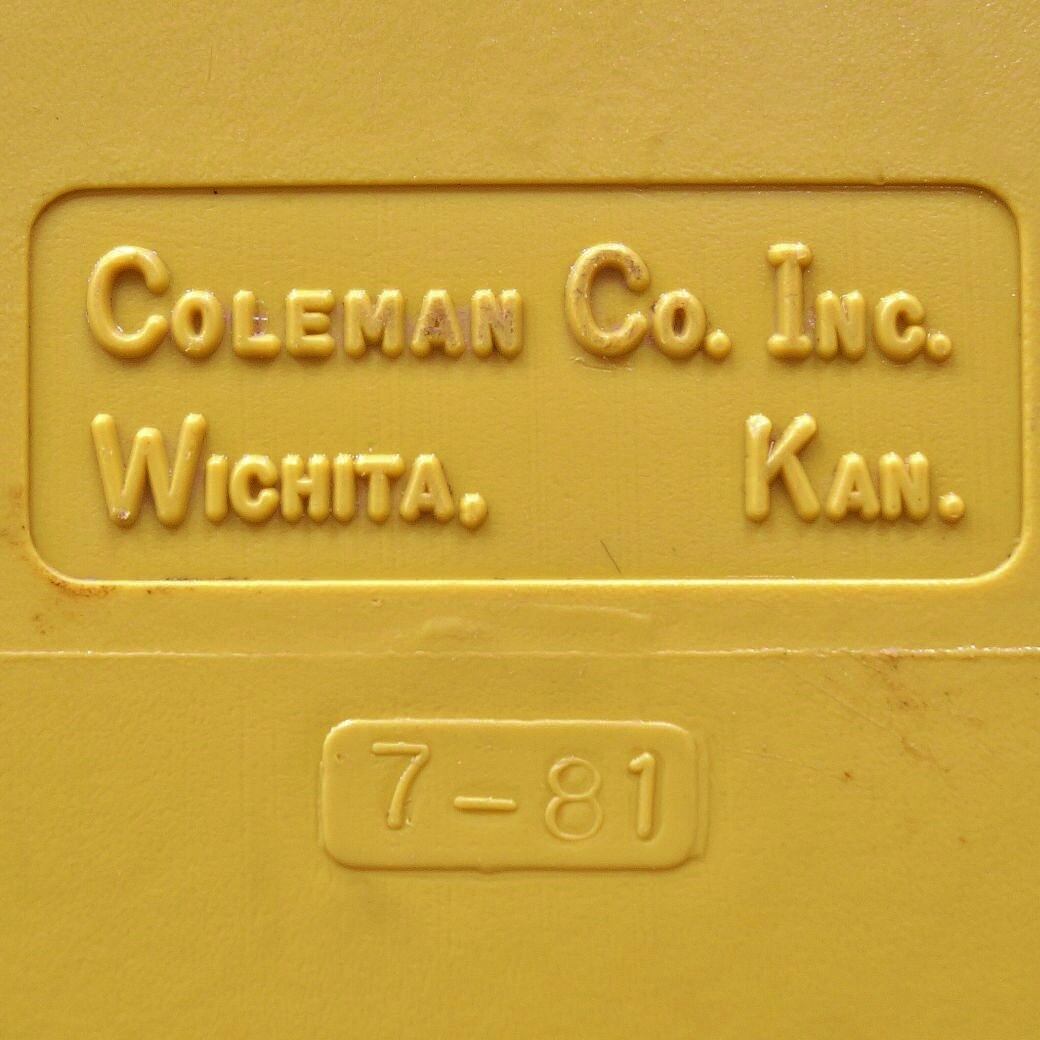 COLEMAN CO. INC.
WICHITA, KAN.
7-81